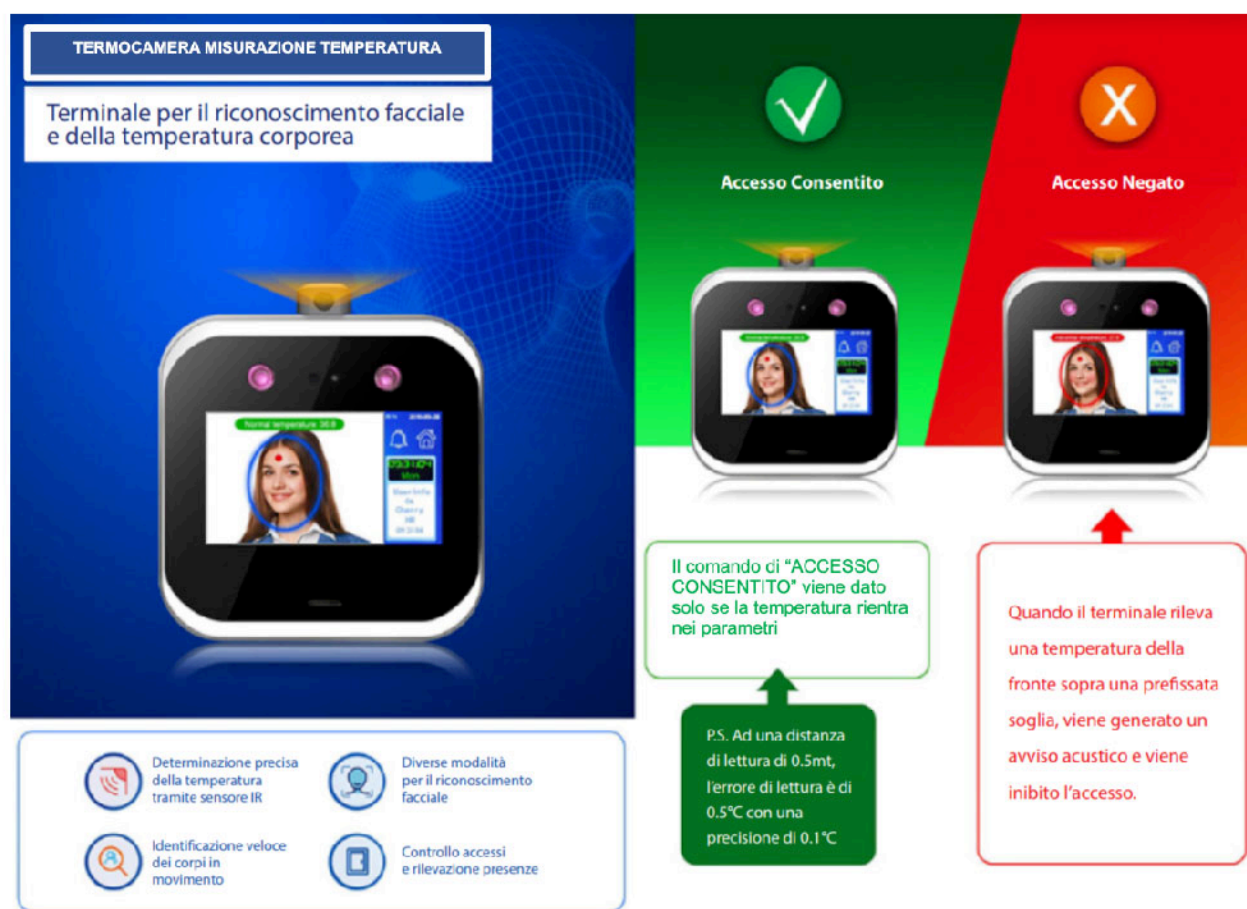 TERMOCAMERA MISURAZIONE TEMPERATURA
Terminale per il riconoscimento facciale
e della temperatura corporea
Accesso Consentito
Accesso Negato
X
Normal temperature
Normal temperature
Il comando di “ACCESSO
CONSENTITO” viene dato
solo se la temperatura rientra
nei parametri
P.S. Ad una distanza
di lettura di 0.5mt,
l'errore di lettura è di
0.5°C con una
precisione di 0.1°C
Quando il terminale rileva
una temperatura della
fronte sopra una prefissata
soglia, viene generato un
avviso acustico e viene
inibito l'accesso.
Determinazione precisa
della temperatura
tramite sensore IR
Diverse modalità
per il riconoscimento
facciale
Identificazione veloce
dei corpi in
movimento
Controllo accessi
e rilevazione presenze